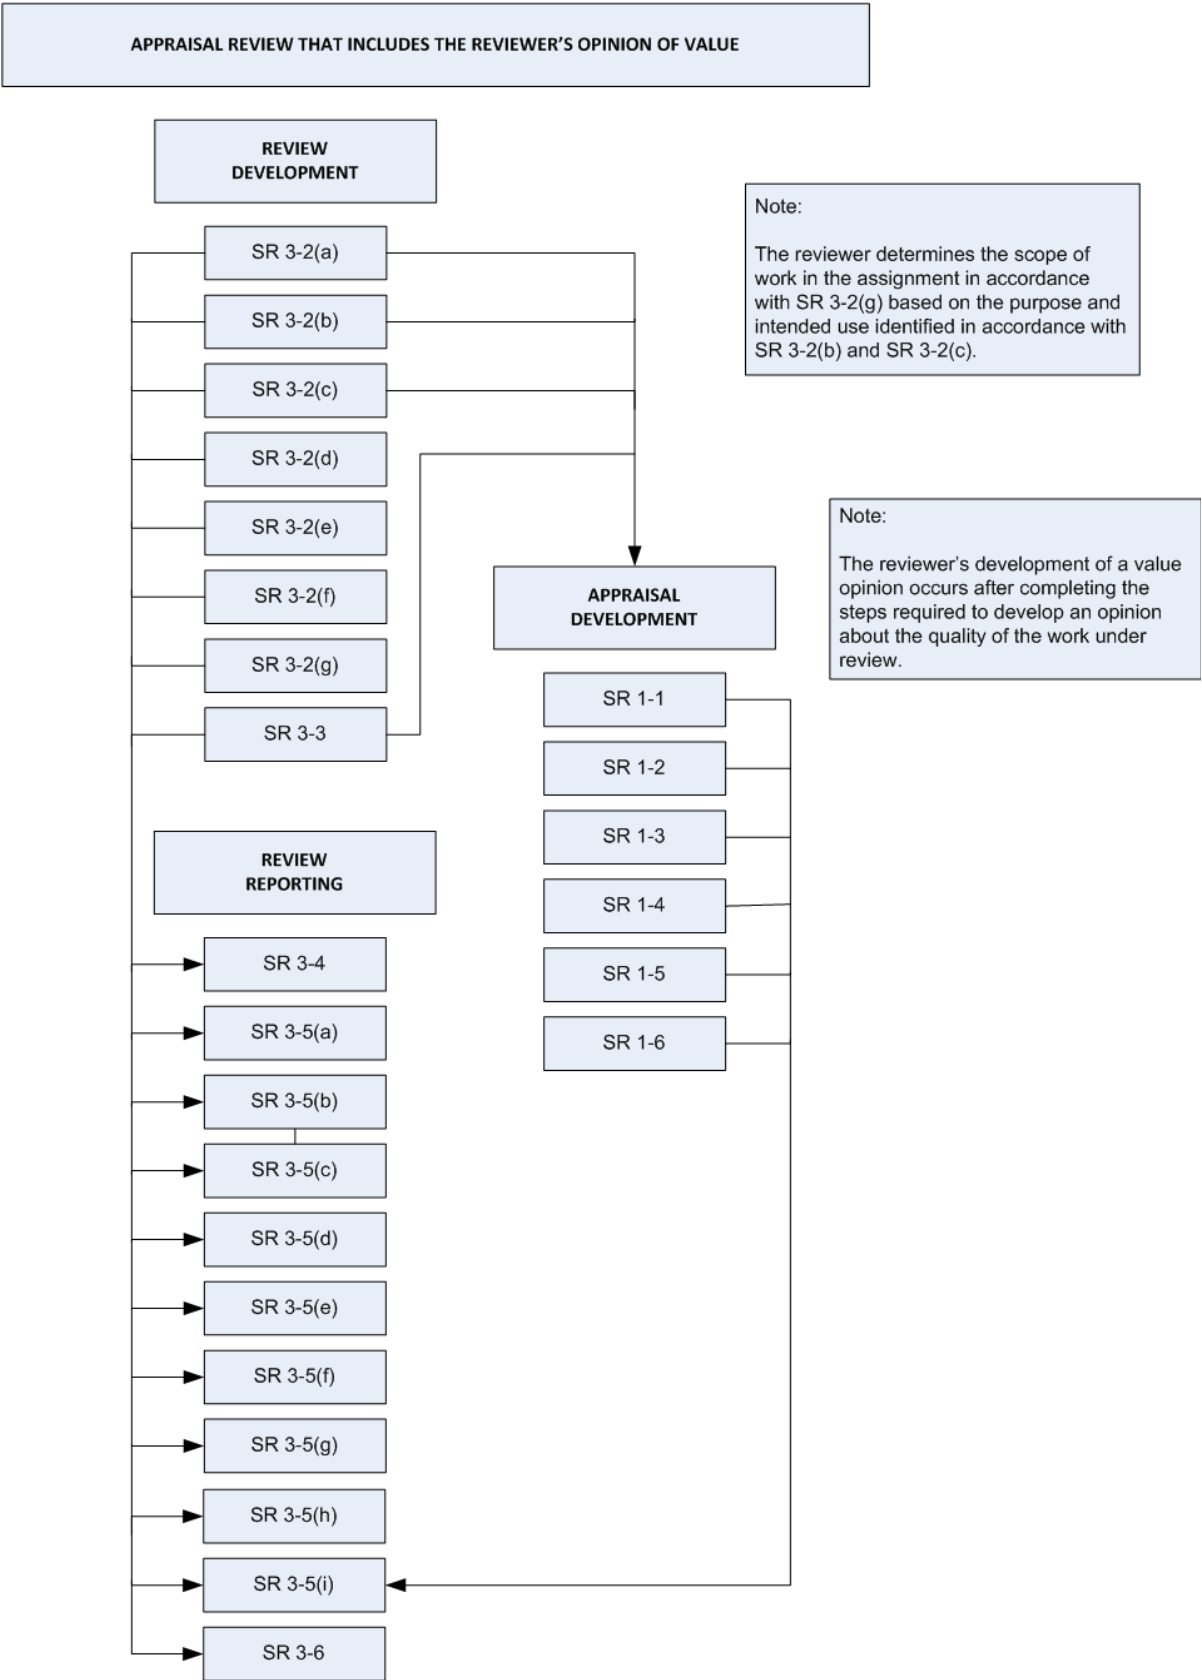 APPRAISAL REVIEW THAT INCLUDES THE REVIEWER’S OPINION OF VALUE
REVIEW
DEVELOPMENT
SR 3-2(a)
SR 3-2(b)
SR 3-2(c)
SR 3-2(d)
SR 3-2(e)
SR 3-2(f)
SR 3-2(g)
SR 3-3
Note:
The reviewer determines the scope of
work in the assignment in accordance
with SR 3-2(g) based on the purpose and
intended use identified in accordance with
SR 3-2(b) and SR 3-2(c).
Note:
The reviewer’s development of a value
opinion occurs after completing the
steps required to develop an opinion
about the quality of the work under
review.
APPRAISAL
DEVELOPMENT
SR 1-1
SR 1-2
SR 1-3
SR 1-4
SR 1-5
SR 1-6
REVIEW
REPORTING
SR 3-4
SR 3-5(a)
SR 3-5(b)
SR 3-5(c)
SR 3-5(d)
SR 3-5(e)
SR 3-5(f)
SR 3-5(g)
SR 3-5(h)
SR 3-5(i)
SR 3-6